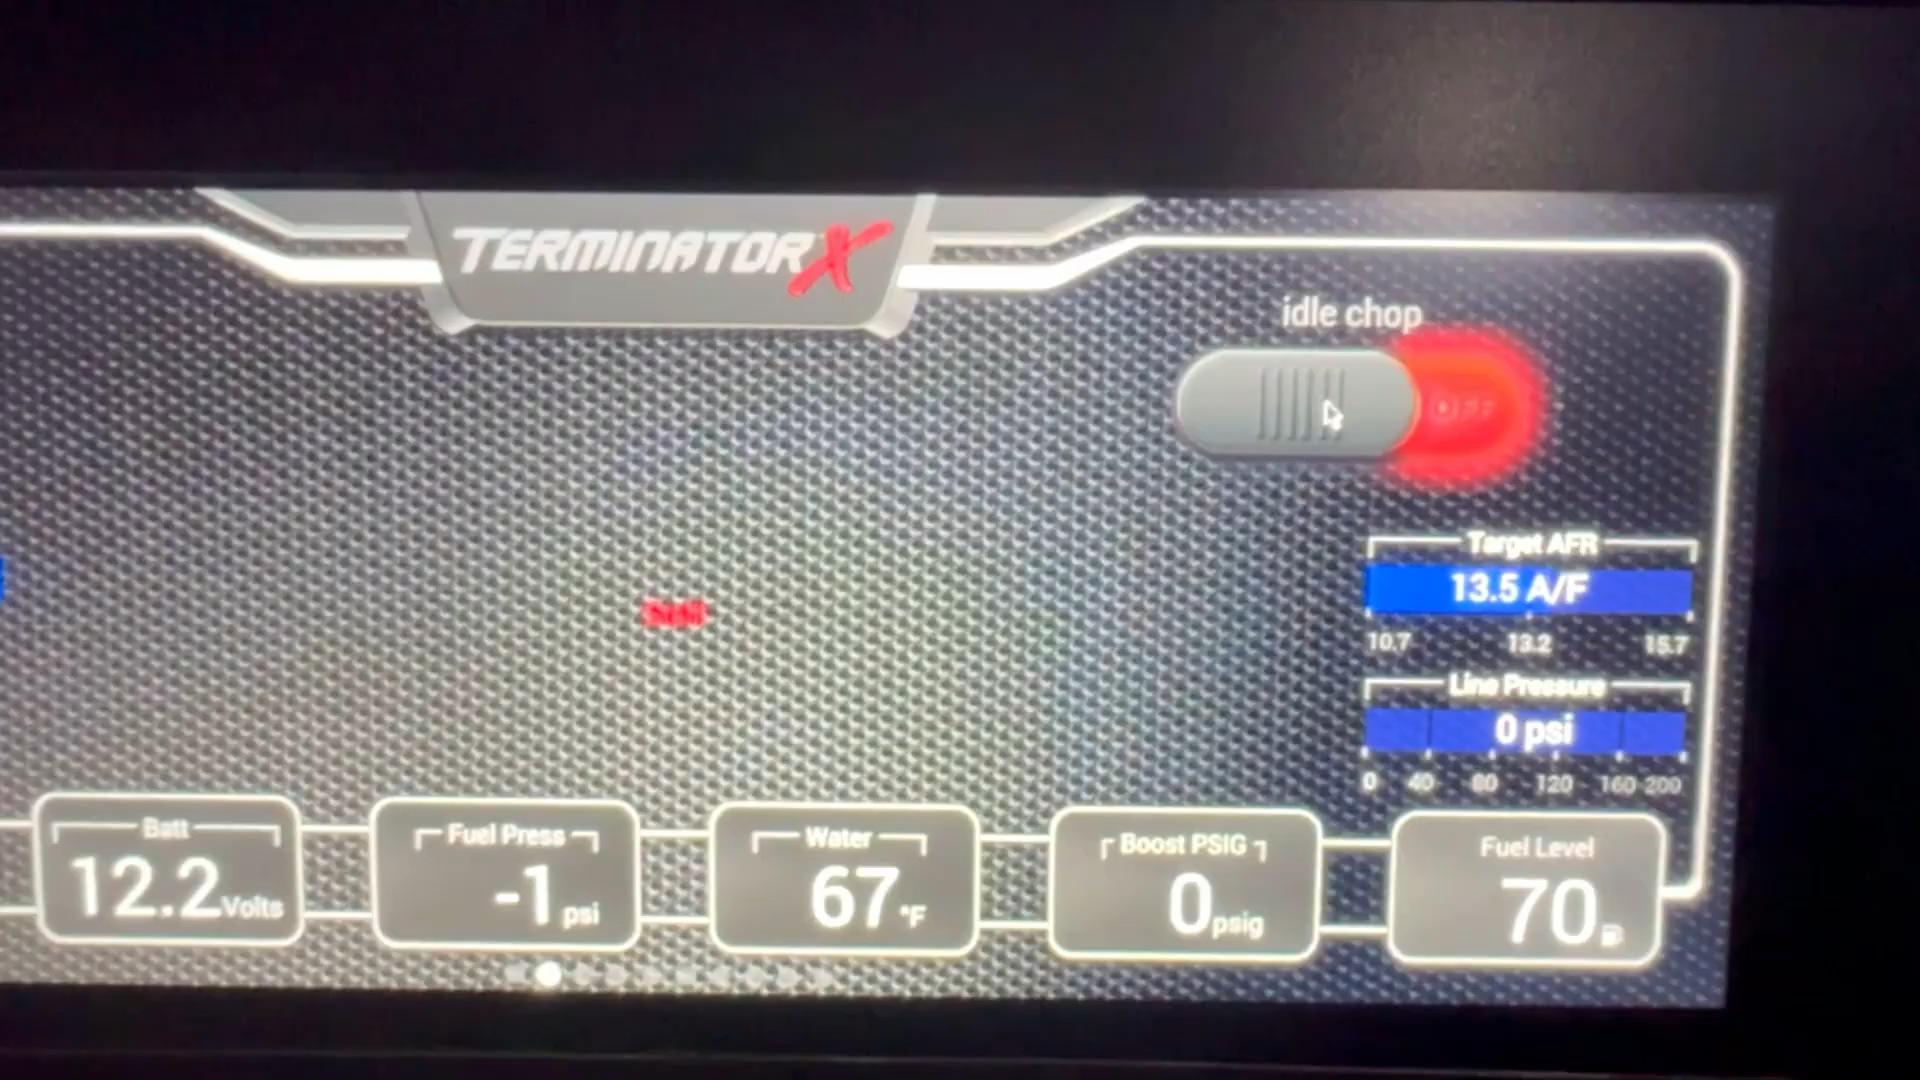 TERMINATOR X
idle chop
OFF
Target AFR
13.5 A/F
10.7 13.2 15.7
Line Pressure
0 psi
0 40 80 120 160 200
Batt
12.2 Volts
Fuel Press
-1 psi
Water
67 °F
Boost PSIG
0 psig
Fuel Level
70